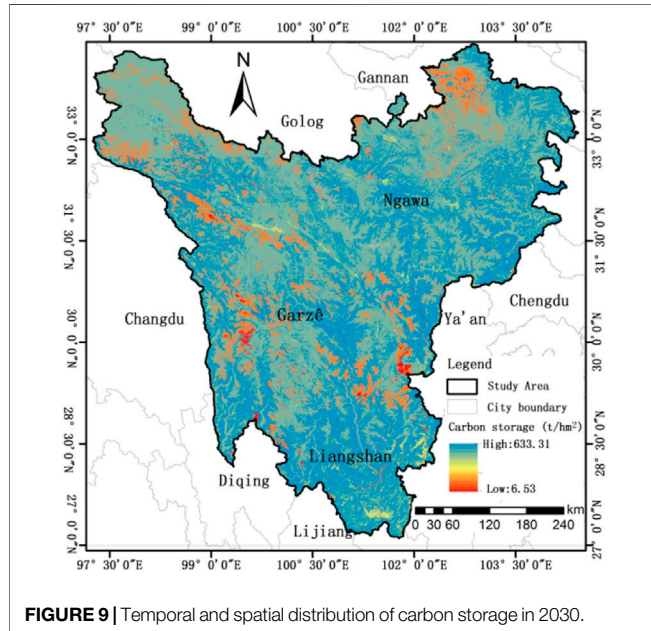 97° 30′0″E 99° 0′0″E 100° 30′0″E 102° 0′0″E 103° 30′0″E
N
Gannan
Golog
33° 0′0″N
33° 0′0″N
Ngawa
31° 30′0″N
31° 30′0″N
Chengdu
Changdu
Garzê
Ya'an
30° 0′0″N
30° 0′0″N
Legend
Study Area
City boundary
Carbon storage (t/hm²)
High:633.31
Low:6.53
28° 30′0″N
28° 30′0″N
Liangshan
Diqing
Lijiang
km
0 30 60 120 180 240
27° 0′0″N
27° 0′0″N
97° 30′0″E 99° 0′0″E 100° 30′0″E 102° 0′0″E 103° 30′0″E
FIGURE 9 | Temporal and spatial distribution of carbon storage in 2030.